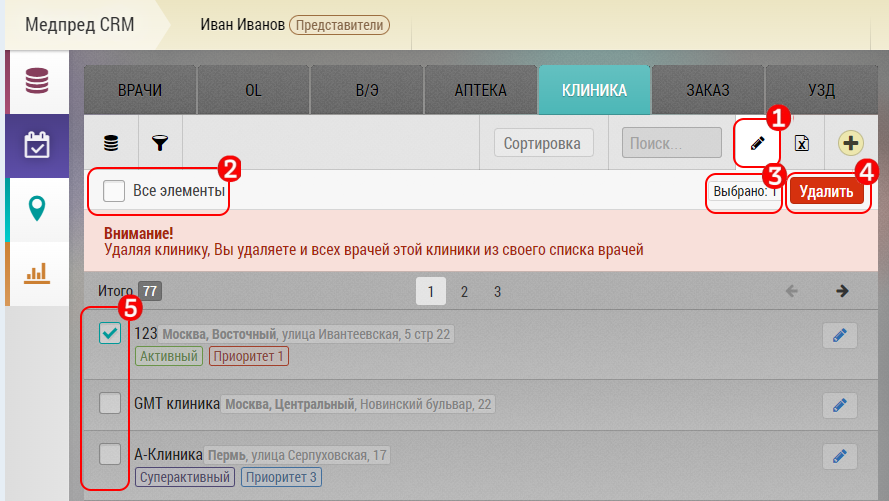 Медпред CRM
Иван Иванов Представители
ВРАЧИ OL В/Э АПТЕКА КЛИНИКА ЗАКАЗ УЗД
1
Сортировка Поиск...
2 3 4
Все элементы Выбрано: 1 Удалить
Внимание!
Удаляя клинику, Вы удаляете и всех врачей этой клиники из своего списка врачей
Итого 77 1 2 3
5
123 Москва, Восточный, улица Ивантеевская, 5 стр 22
Активный Приоритет 1
GMT клиника Москва, Центральный, Новинский бульвар, 22
А-Клиника Пермь, улица Серпуховская, 17
Суперактивный Приоритет 3